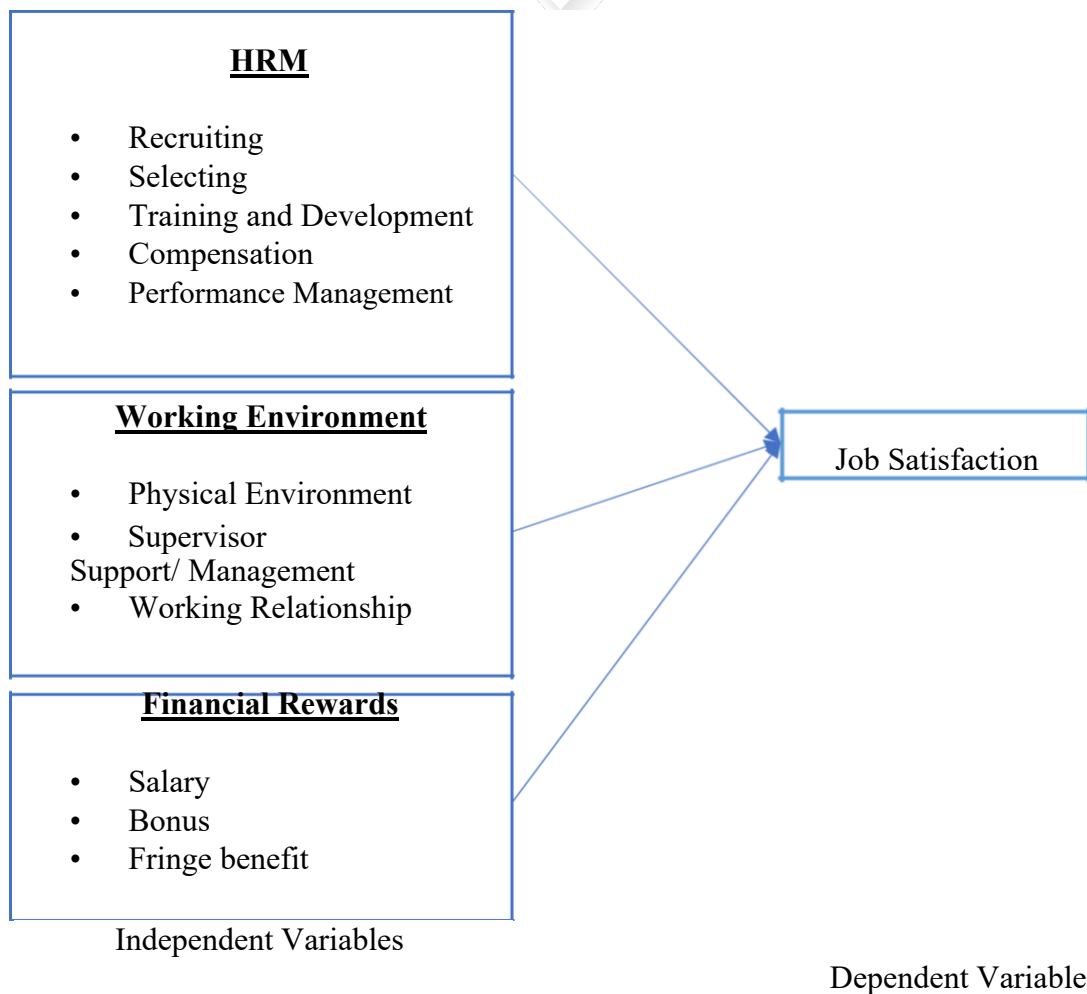 HRM
• Recruiting
• Selecting
• Training and Development
• Compensation
• Performance Management
Working Environment
• Physical Environment
• Supervisor
Support/ Management
• Working Relationship
Financial Rewards
• Salary
• Bonus
• Fringe benefit
Independent Variables
Job Satisfaction
Dependent Variable